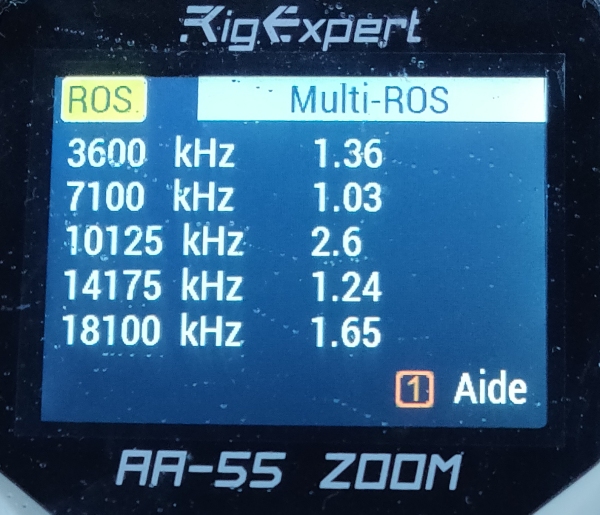 RigExpert
ROS Multi-ROS
3600 kHz 1.36
7100 kHz 1.03
10125 kHz 2.6
14175 kHz 1.24
18100 kHz 1.65
1 Aide
AA-55 ZOOM